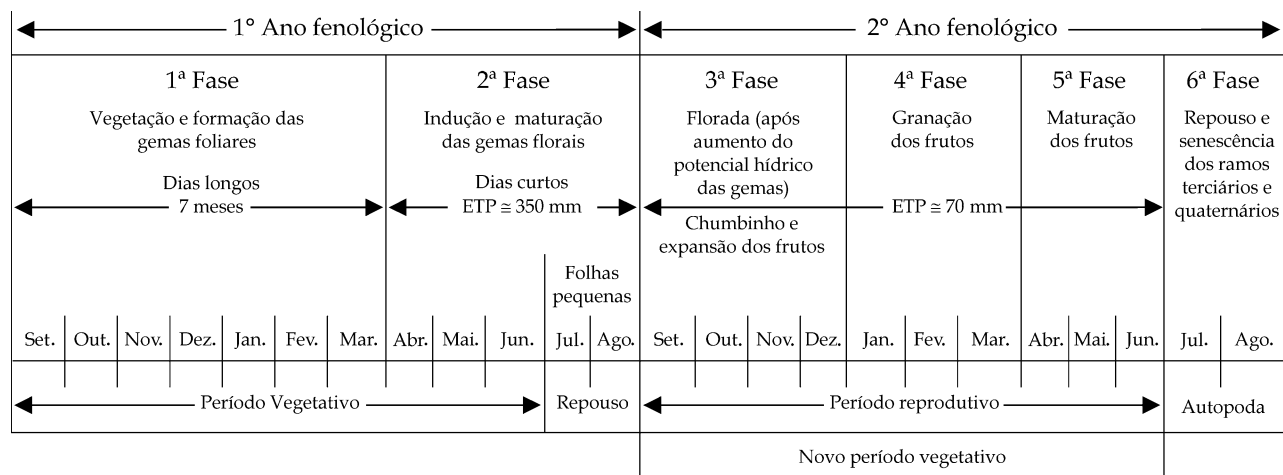 1° Ano fenológico
2° Ano fenológico
1ª Fase
Vegetação e formação das
gemas foliares
Dias longos
7 meses
2ª Fase
Indução e maturação
das gemas florais
Dias curtos
ETP ≅ 350 mm
Folhas
pequenas
3ª Fase
Florada (após
aumento do
potencial hídrico
das gemas)
Chumbinho e
expansão dos frutos
4ª Fase
Granação
dos frutos
ETP ≅ 70 mm
5ª Fase
Maturação
dos frutos
6ª Fase
Repouso e
senescência
dos ramos
terciários e
quaternários
Set. Out. Nov. Dez. Jan. Fev. Mar. Abr. Mai. Jun. Jul. Ago. Set. Out. Nov. Dez. Jan. Fev. Mar. Abr. Mai. Jun. Jul. Ago.
Período Vegetativo Repouso Período reprodutivo Autopoda
Novo período vegetativo